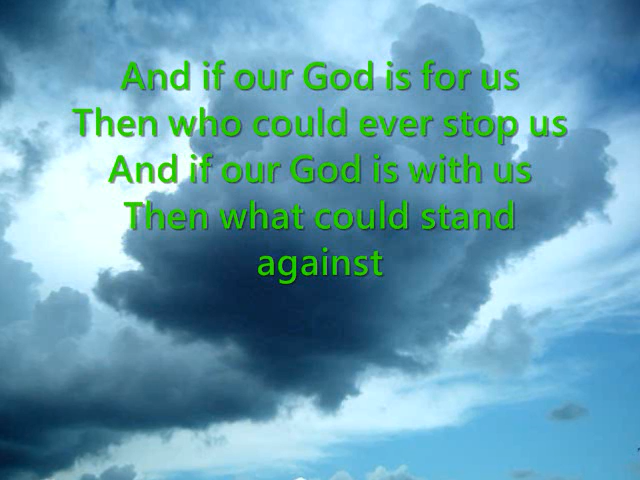 And if our God is for us
Then who could ever stop us
And if our God is with us
Then what could stand
against